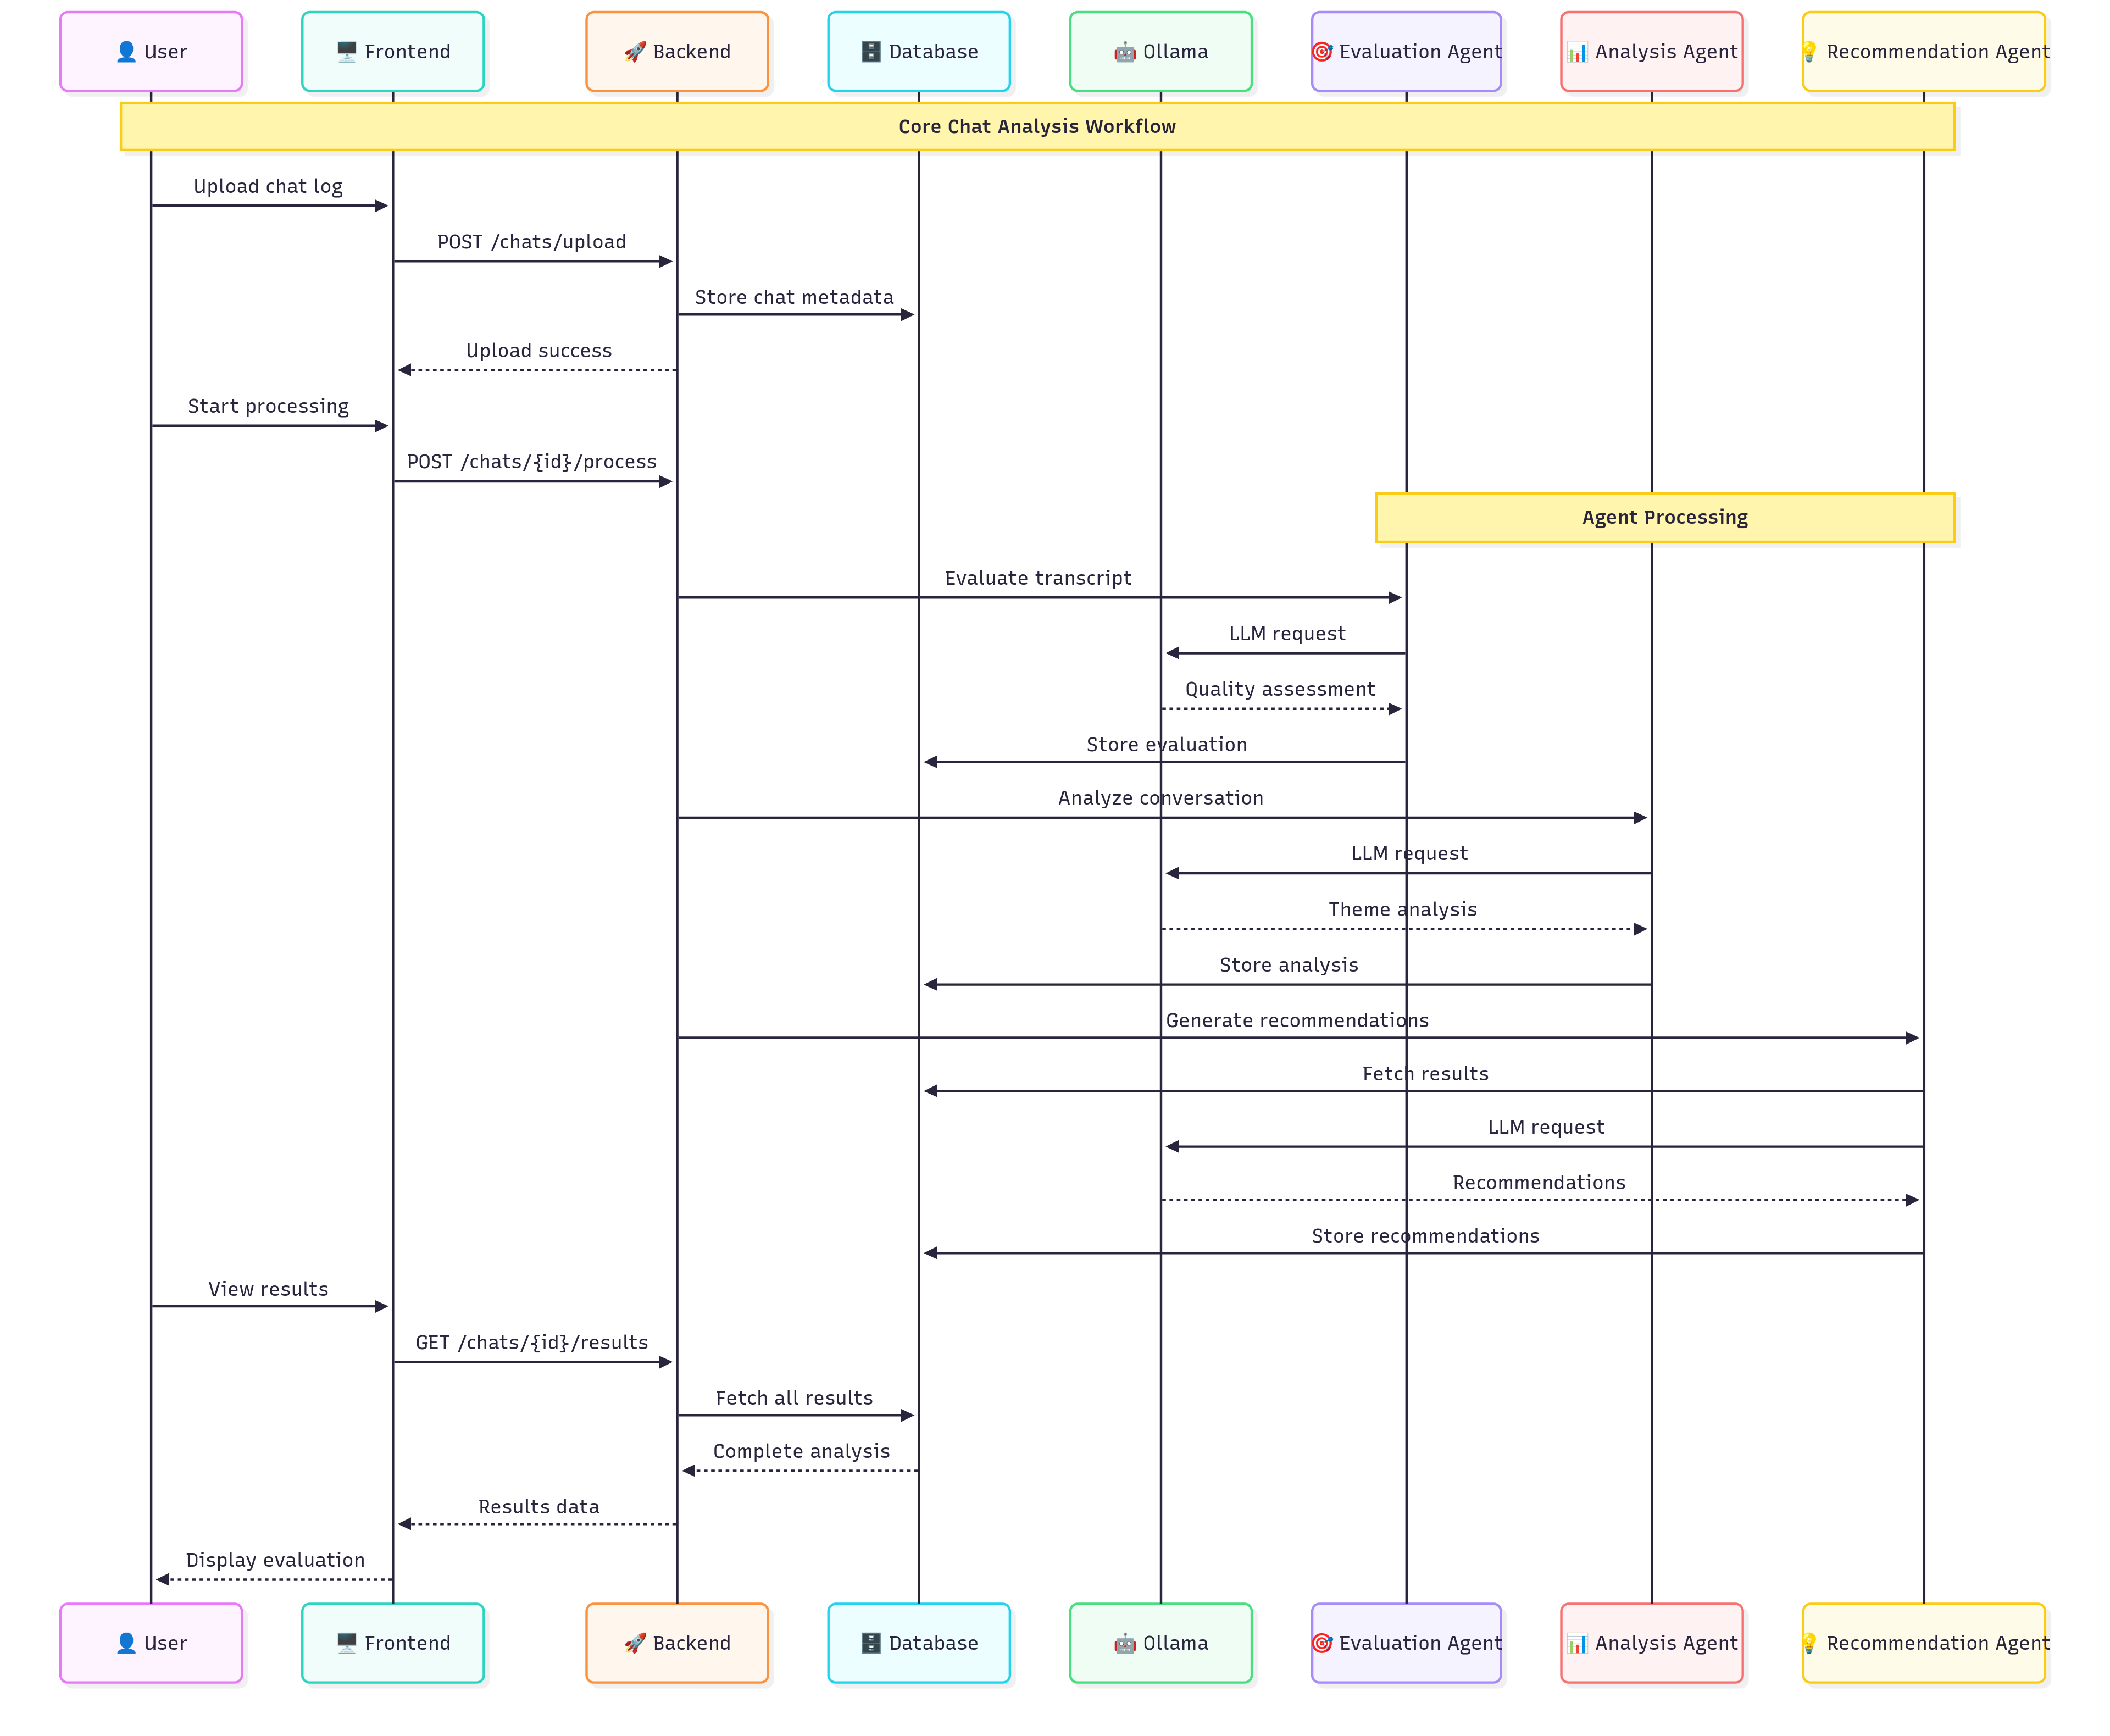 👤 User
🖥️ Frontend
🚀 Backend
🗄️ Database
🤖 Ollama
🎯 Evaluation Agent
📊 Analysis Agent
💡 Recommendation Agent
Core Chat Analysis Workflow
Upload chat log
POST /chats/upload
Store chat metadata
Upload success
Start processing
POST /chats/{id}/process
Agent Processing
Evaluate transcript
LLM request
Quality assessment
Store evaluation
Analyze conversation
LLM request
Theme analysis
Store analysis
Generate recommendations
Fetch results
LLM request
Recommendations
Store recommendations
View results
GET /chats/{id}/results
Fetch all results
Complete analysis
Results data
Display evaluation
👤 User
🖥️ Frontend
🚀 Backend
🗄️ Database
🤖 Ollama
🎯 Evaluation Agent
📊 Analysis Agent
💡 Recommendation Agent